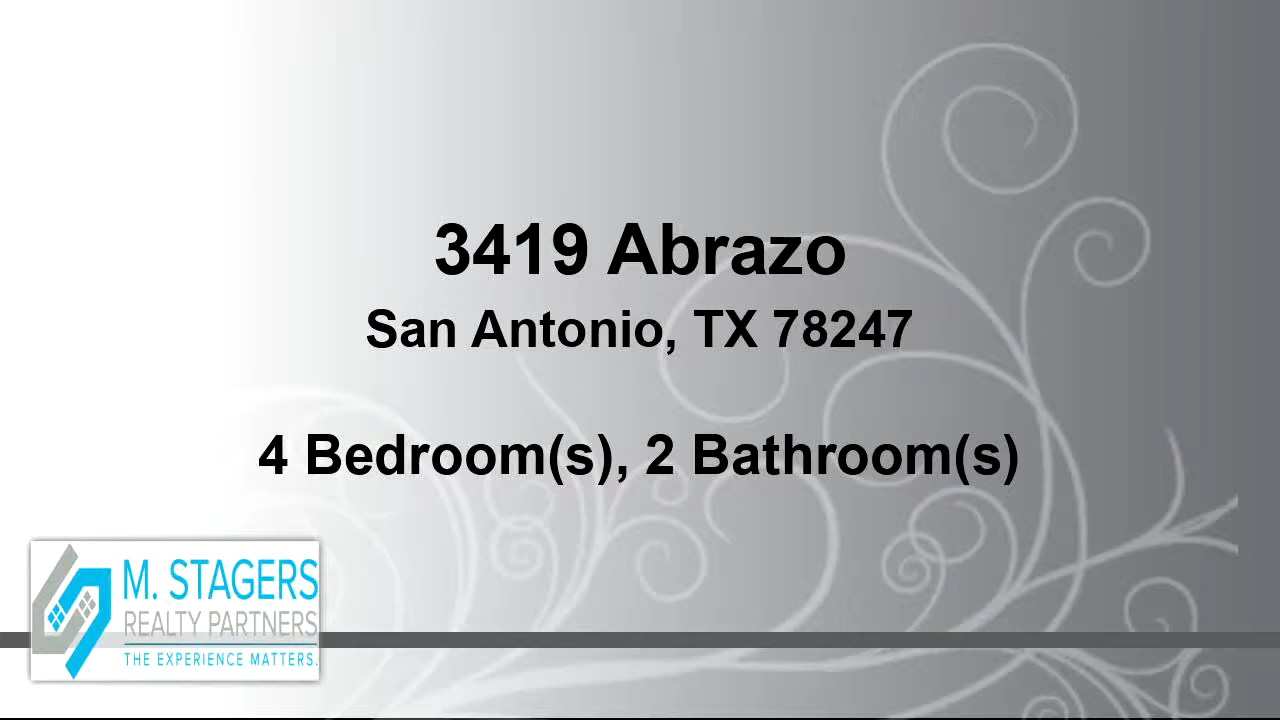 3419 Abrazo
San Antonio, TX 78247
4 Bedroom(s), 2 Bathroom(s)
M. STAGERS
REALTY PARTNERS
THE EXPERIENCE MATTERS.